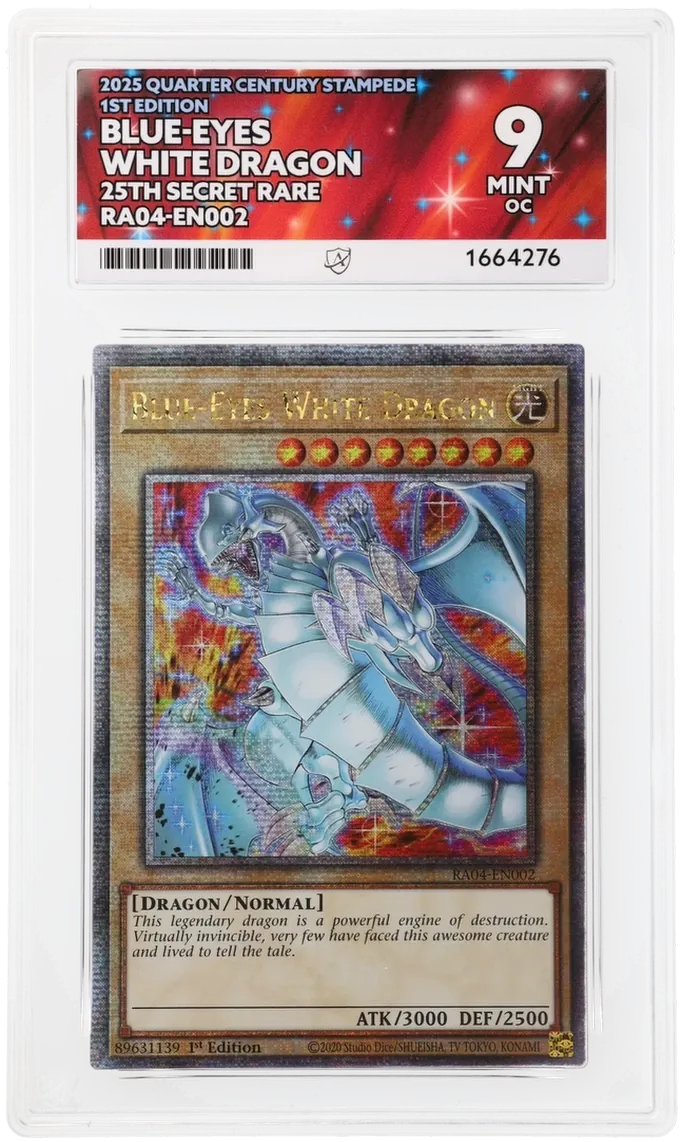 2025 QUARTER CENTURY STAMPEDE
1ST EDITION
BLUE-EYES
WHITE DRAGON
25TH SECRET RARE
RA04-EN002
9
MINT
OC
1664276
BLUE-EYES WHITE DRAGON
LIGHT
光
RA04-EN002
[DRAGON/NORMAL]
This legendary dragon is a powerful engine of destruction.
Virtually invincible, very few have faced this awesome creature
and lived to tell the tale.
ATK/3000 DEF/2500
89631139 1st Edition
©2020 Studio Dice/SHUEISHA, TV TOKYO, KONAMI